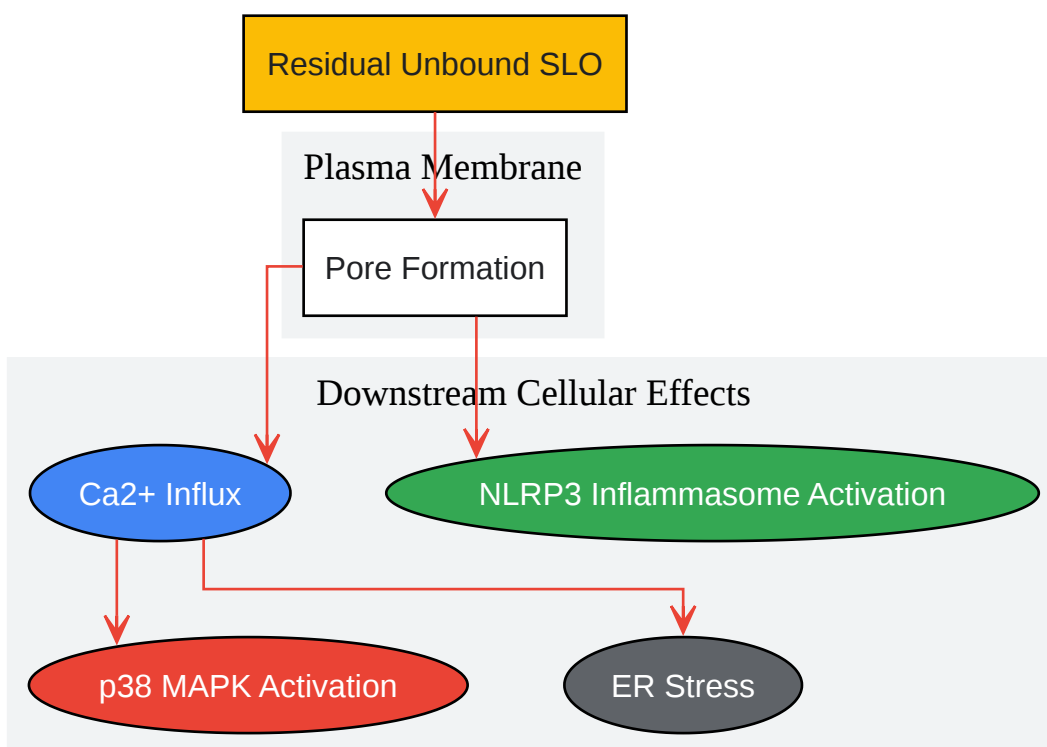 Residual Unbound SLO
Plasma Membrane
Pore Formation
Downstream Cellular Effects
Ca2+ Influx
NLRP3 Inflammasome Activation
p38 MAPK Activation
ER Stress